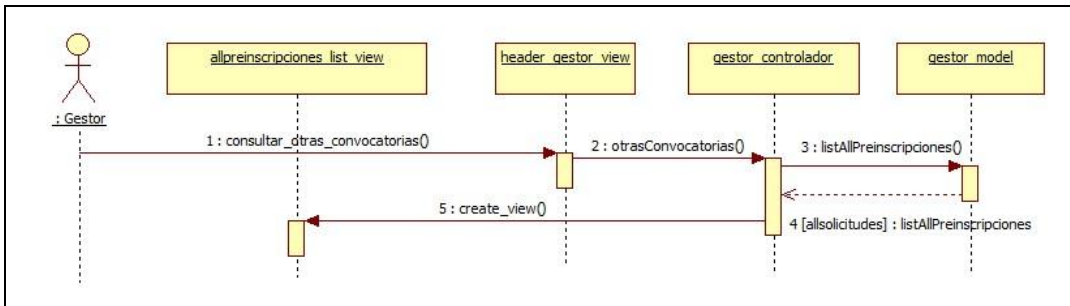 allpreinscripciones_list_view
header_gestor_view
gestor_controlador
gestor_model
: Gestor
1 : consultar_otras_convocatorias()
2 : otrasConvocatorias()
3 : listAllPreinscripciones()
5 : create_view()
4 [allsolicitudes] : listAllPreinscripciones